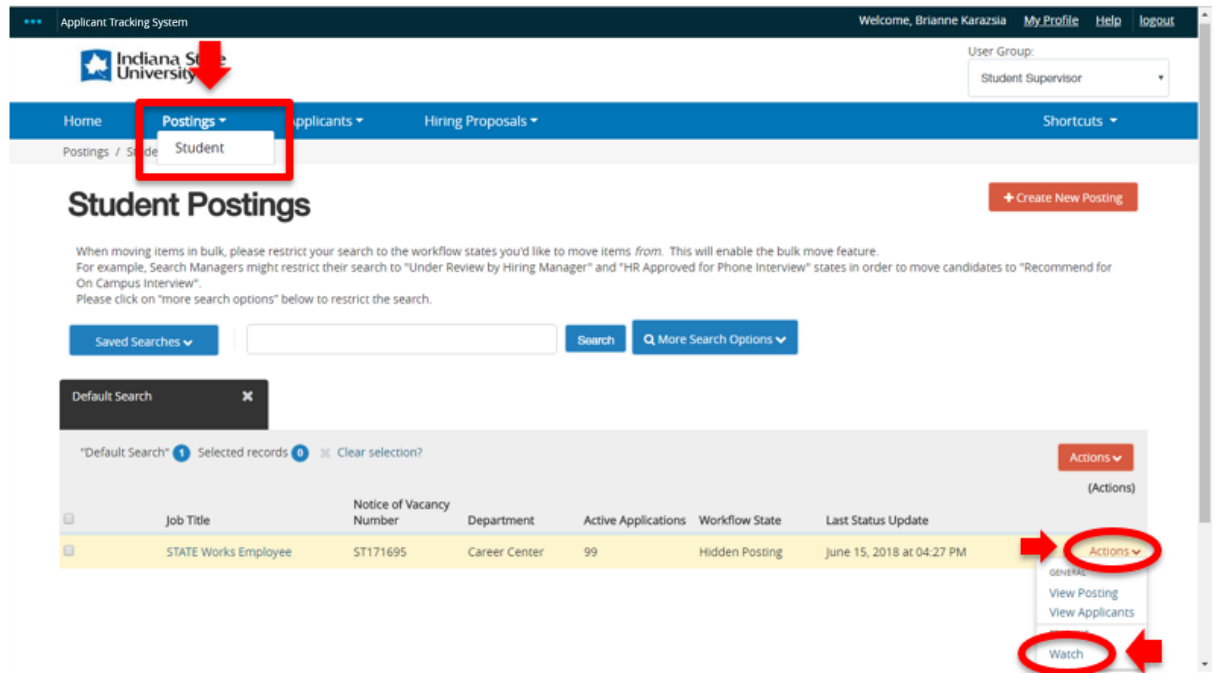 Applicant Tracking System
Welcome, Brianne Karazsia My Profile Help logout
Indiana
University
User Group:
Student Supervisor
Home Postings Applicants Hiring Proposals Shortcuts
Postings /
Student
Student Postings
+ Create New Posting
When moving items in bulk, please restrict your search to the workflow states you'd like to move items from. This will enable the bulk move feature.
For example, Search Managers might restrict their search to "Under Review by Hiring Manager" and "HR Approved for Phone Interview" states in order to move candidates to "Recommend for
On Campus Interview".
Please click on "more search options" below to restrict the search.
Saved Searches Search More Search Options
Default Search
"Default Search" 1 Selected records 0 Clear selection?
Actions
(Actions)
Job Title Notice of Vacancy Number Department Active Applications Workflow State Last Status Update
STATE Works Employee ST171695 Career Center 99 Hidden Posting June 15, 2018 at 04:27 PM Actions
GENERAL
View Posting
View Applicants
Watch